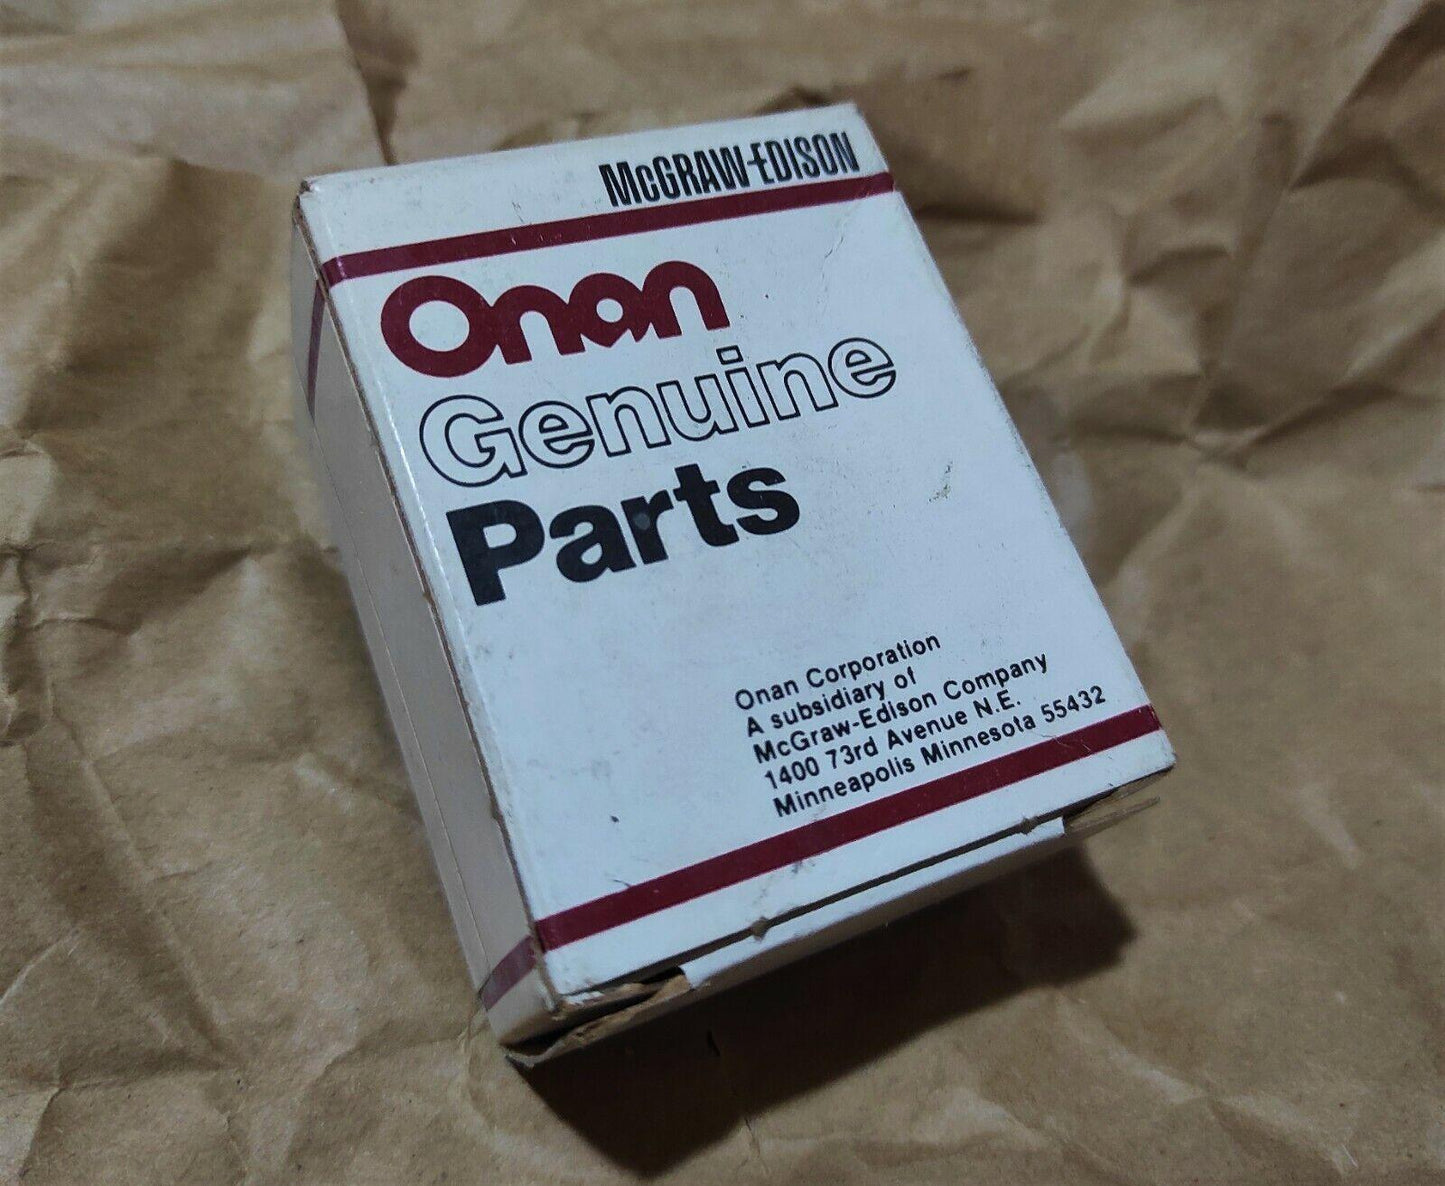 McGRAW-EDISON
Onan
Genuine
Parts
Onan Corporation
A subsidiary of
McGraw-Edison Company
1400 73rd Avenue N.E.
Minneapolis Minnesota 55432